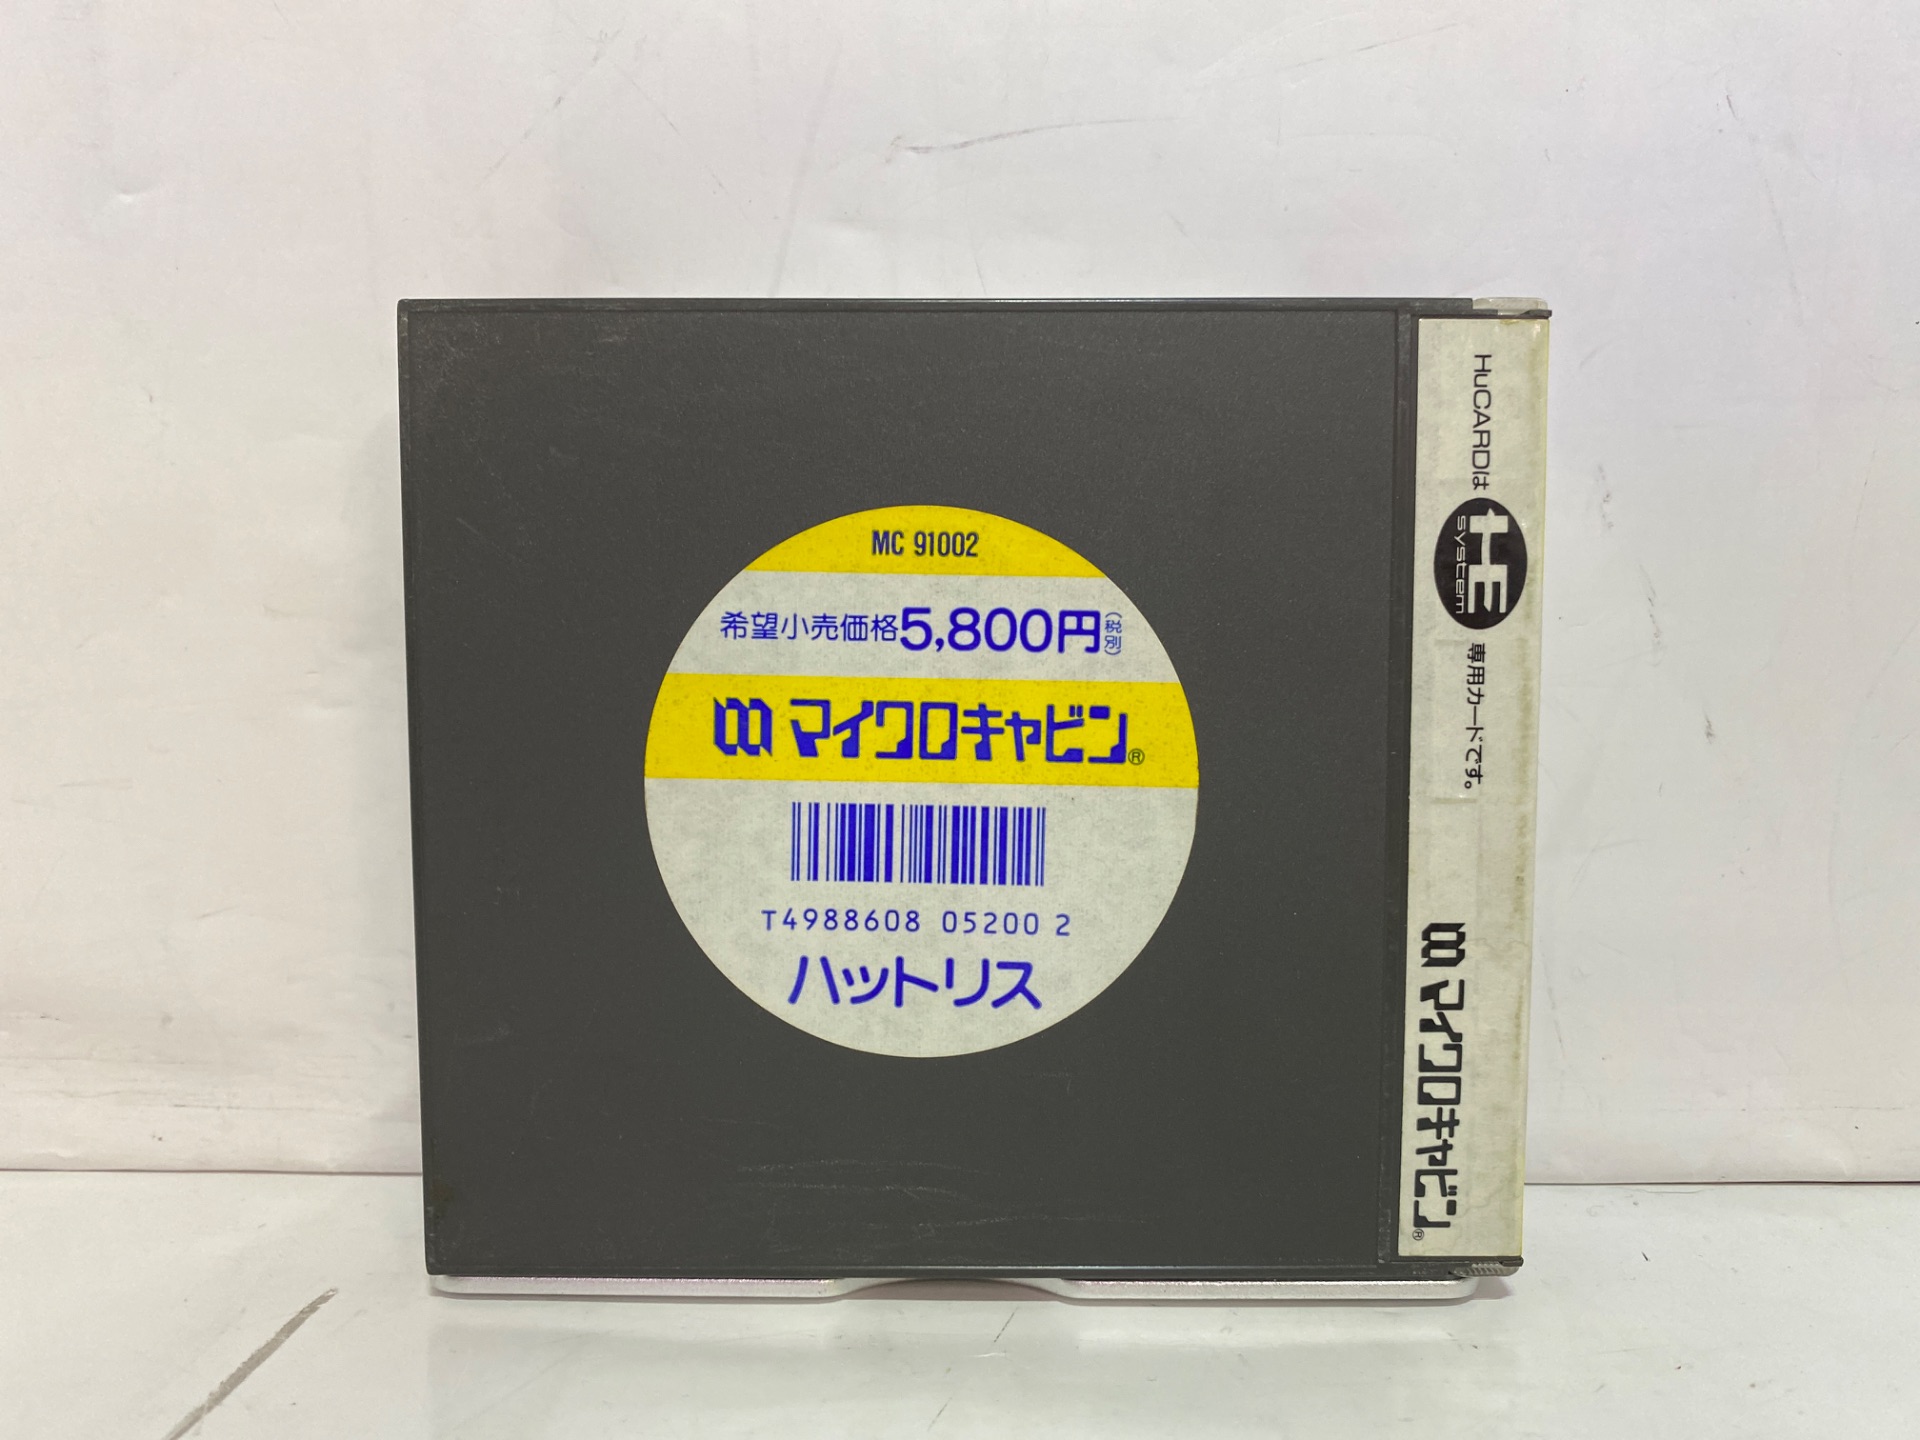 MC 91002
希望小売価格5,800円(税別)
マイクロキャビン®
T4988608 05200 2
ハットリス
HuCARDは HE system 専用カードです。
マイクロキャビン®